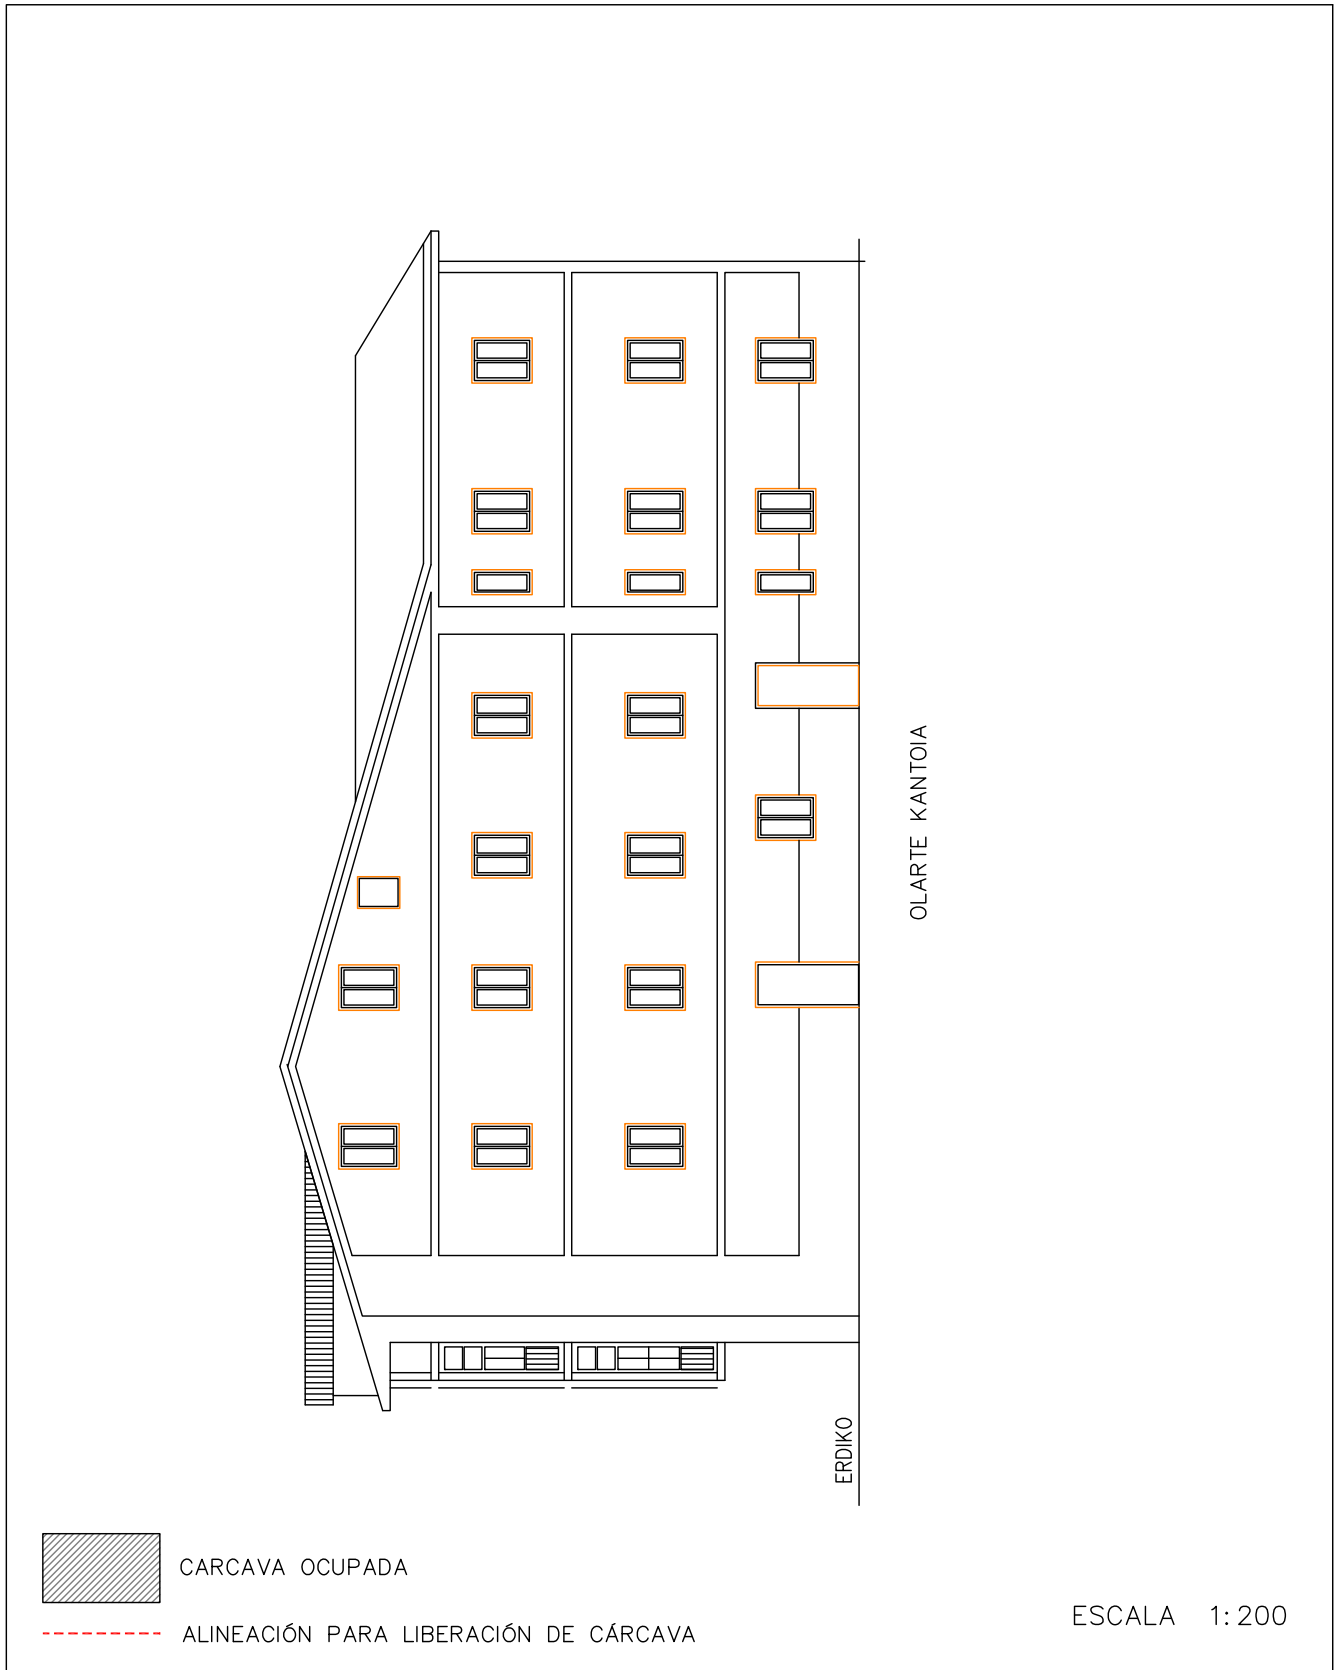 OLARTE KANTOIA
ERDIKO
CARCAVA OCUPADA
ALINEACIÓN PARA LIBERACIÓN DE CÁRCAVA
ESCALA 1:200